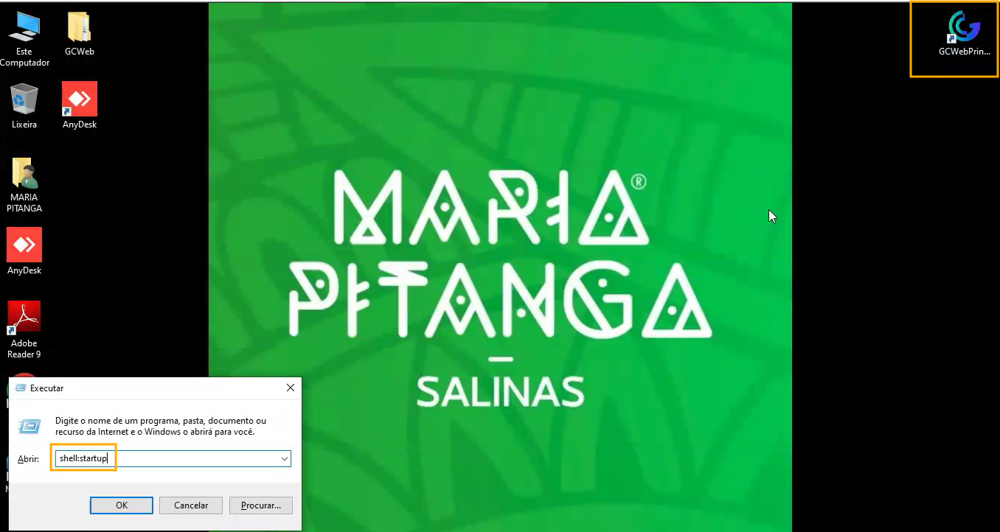 Este
Computador
GCWeb
GCWebPrin...
Lixeira
AnyDesk
MARIA
PITANGA
AnyDesk
Adobe
Reader 9
MARIA®
PITANGA
SALINAS
Executar
Digite o nome de um programa, pasta, documento ou
recurso da Internet e o Windows o abrirá para você.
Abrir:
shell:startup
OK
Cancelar
Procurar...